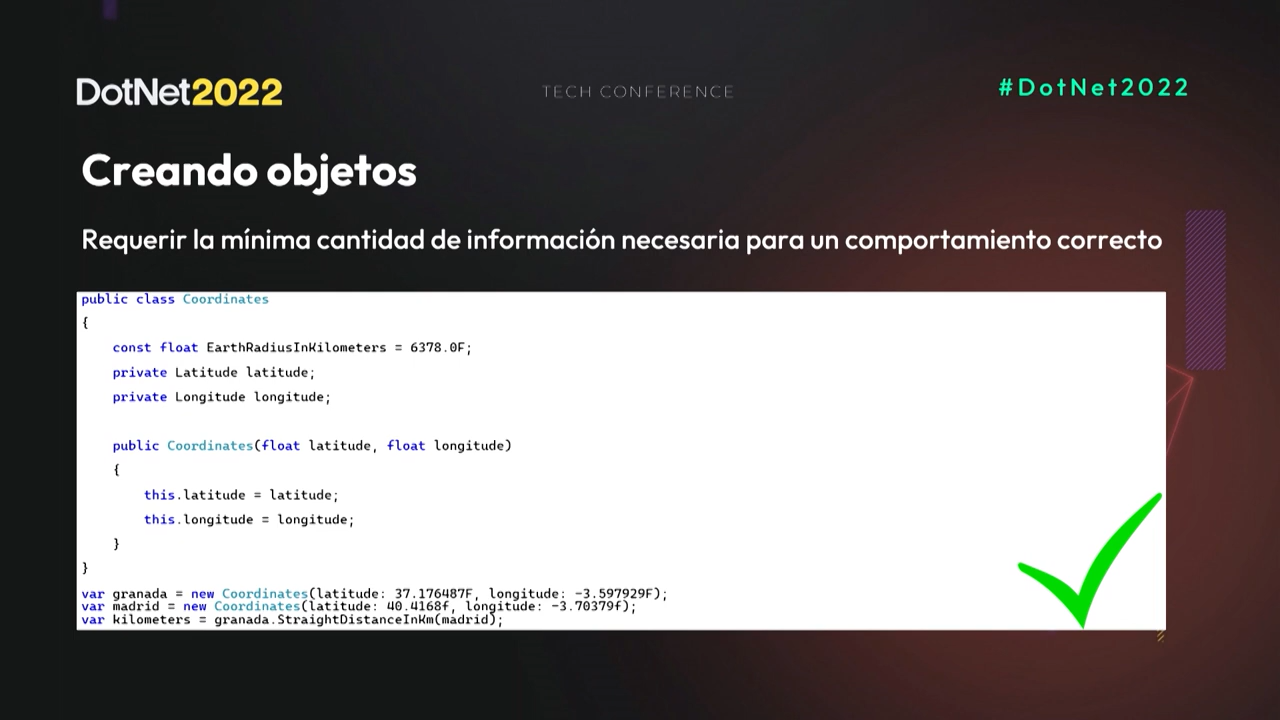 DotNet2022
TECH CONFERENCE
#DotNet2022
Creando objetos
Requerir la mínima cantidad de información necesaria para un comportamiento correcto
public class Coordinates
{
    const float EarthRadiusInKilometers = 6378.0F;
    private Latitude latitude;
    private Longitude longitude;
    public Coordinates(float latitude, float longitude)
    {
        this.latitude = latitude;
        this.longitude = longitude;
    }
}
var granada = new Coordinates(latitude: 37.176487F, longitude: -3.597929F);
var madrid = new Coordinates(latitude: 40.4168f, longitude: -3.70379f);
var kilometers = granada.StraightDistanceInKm(madrid);